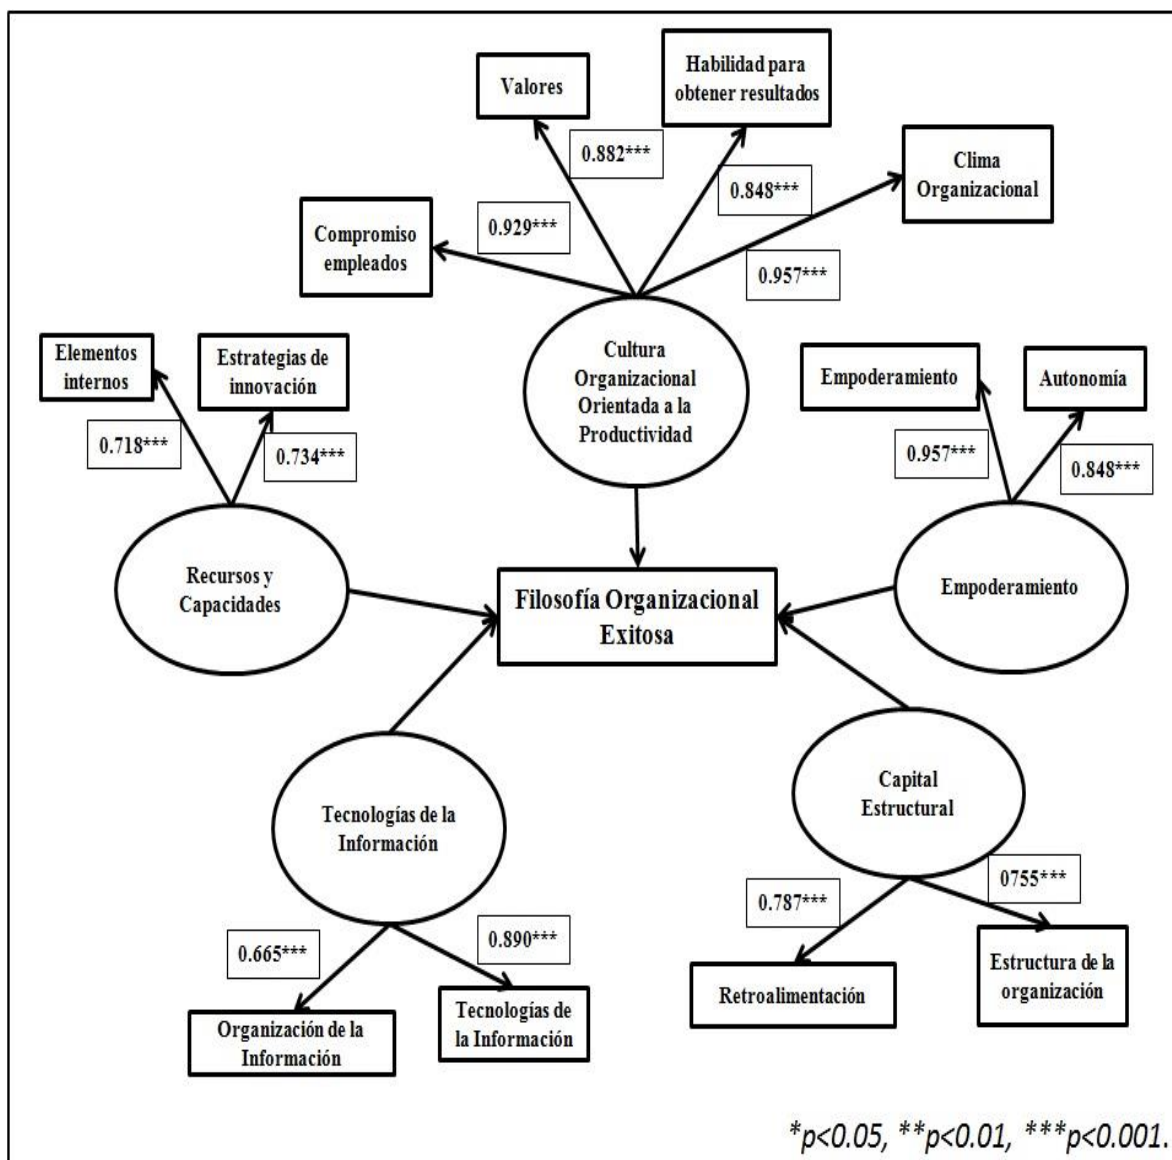 Valores
Habilidad para
obtener resultados
0.882***
Clima
Organizacional
0.848***
Compromiso
empleados
0.929***
0.957***
Elementos
internos
Estrategias de
innovación
Cultura
Organizacional
Orientada a la
Productividad
Empoderamiento
Autonomía
0.718***
0.734***
0.957***
0.848***
Recursos y
Capacidades
Filosofía Organizacional
Exitosa
Empoderamiento
Tecnologías de la
Información
Capital
Estructural
0.665***
0.890***
0.787***
0755***
Organización de la
Información
Tecnologías de
la Información
Retroalimentación
Estructura de la
organización
*p<0.05, **p<0.01, ***p<0.001.